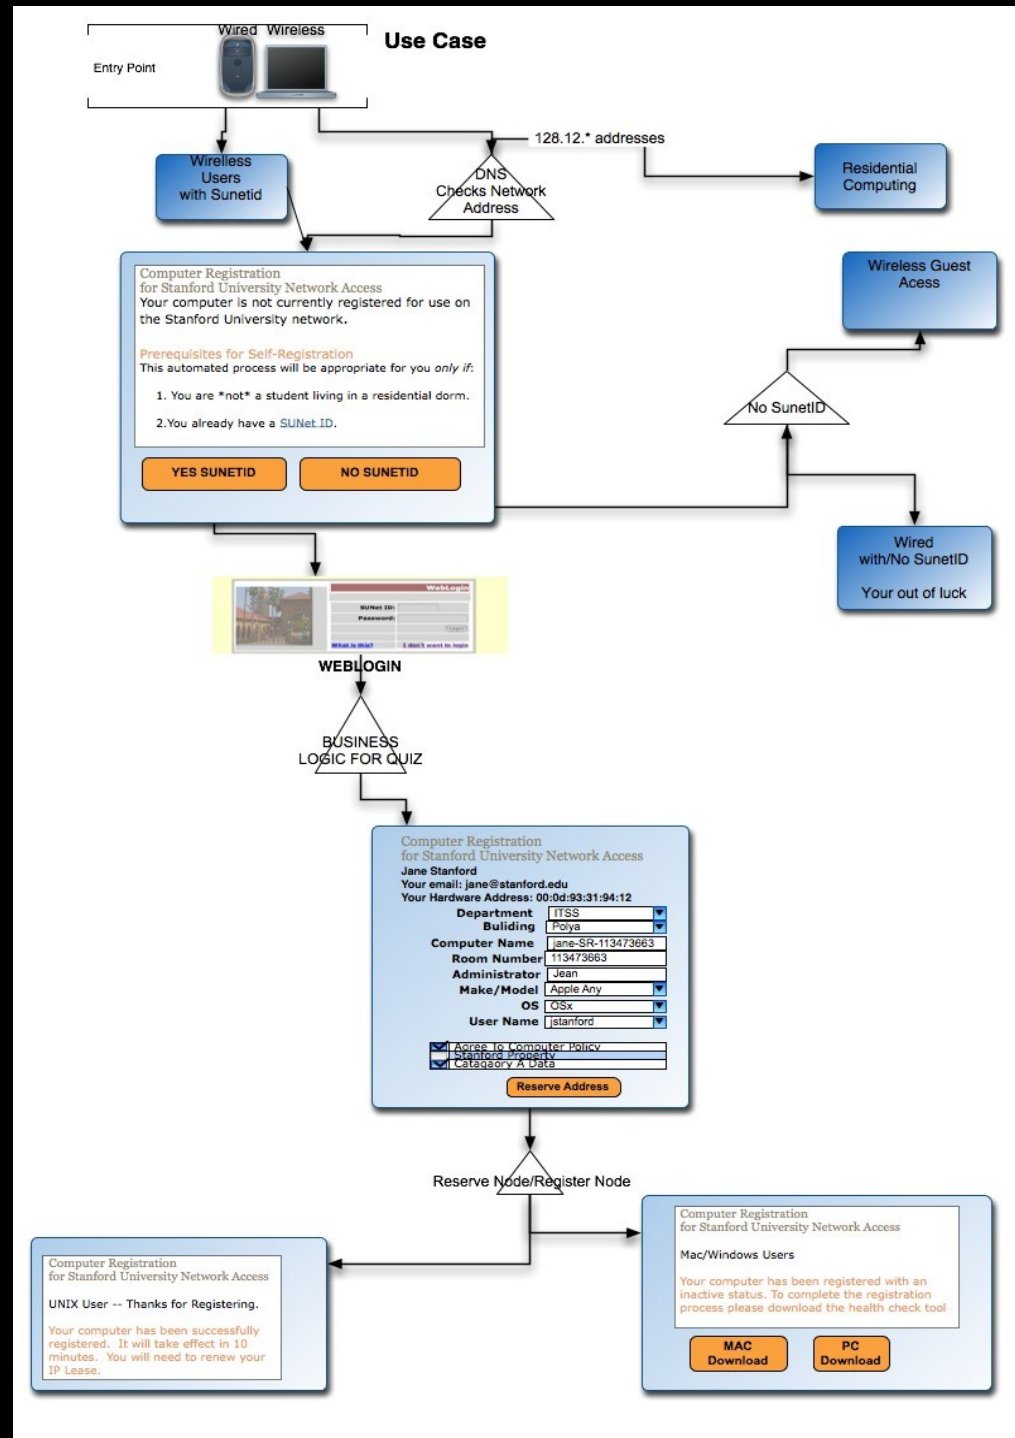 Wired Wireless
Use Case
Entry Point
128.12.* addresses
Wirelless
Users
with Sunetid
DNS
Checks Network
Address
Residential
Computing
Computer Registration
for Stanford University Network Access
Your computer is not currently registered for use on
the Stanford University network.
Prerequisites for Self-Registration
This automated process will be appropriate for you only if:
1. You are *not* a student living in a residential dorm.
2.You already have a SUNet ID.
YES SUNETID
NO SUNETID
Wireless Guest
Acess
No SunetID
Wired
with/No SunetID
Your out of luck
WebLogin
SUNet ID:
Password:
What is this?
I don't want to login
WEBLOGIN
BUSINESS
LOGIC FOR QUIZ
Computer Registration
for Stanford University Network Access
Jane Stanford
Your email: jane@stanford.edu
Your Hardware Address: 00:0d:93:31:94:12
Department ITSS
Buliding Polya
Computer Name jane-SR-113473663
Room Number 113473663
Administrator Jean
Make/Model Apple Any
OS OSx
User Name jstanford
Agree To Computer Policy
Stanford Property
Catagaory A Data
Reserve Address
Reserve Node/Register Node
Computer Registration
for Stanford University Network Access
UNIX User -- Thanks for Registering.
Your computer has been successfully
registered. It will take effect in 10
minutes. You will need to renew your
IP Lease.
Computer Registration
for Stanford University Network Access
Mac/Windows Users
Your computer has been registered with an
inactive status. To complete the registration
process please download the health check tool
MAC
Download
PC
Download